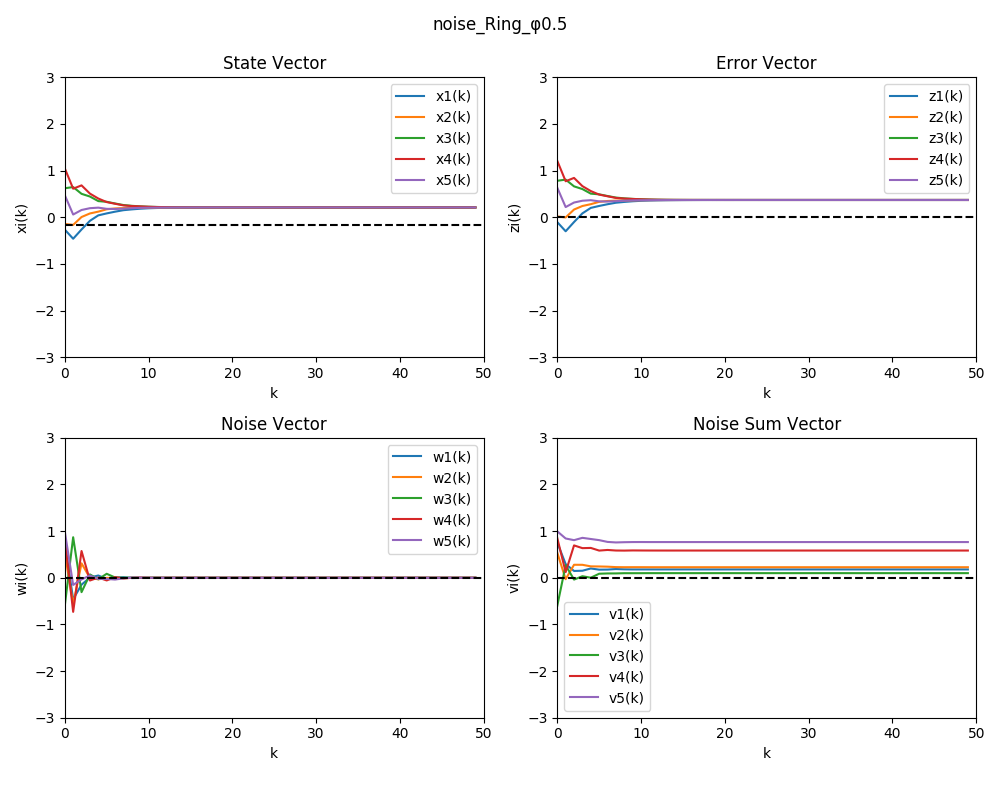 noise_Ring_φ0.5
State Vector
3
2
1
0
−1
−2
−3
xi(k)
0 10 20 30 40 50
k
x1(k)
x2(k)
x3(k)
x4(k)
x5(k)
Error Vector
3
2
1
0
−1
−2
−3
zi(k)
0 10 20 30 40 50
k
z1(k)
z2(k)
z3(k)
z4(k)
z5(k)
Noise Vector
3
2
1
0
−1
−2
−3
wi(k)
0 10 20 30 40 50
k
w1(k)
w2(k)
w3(k)
w4(k)
w5(k)
Noise Sum Vector
3
2
1
0
−1
−2
−3
vi(k)
0 10 20 30 40 50
k
v1(k)
v2(k)
v3(k)
v4(k)
v5(k)